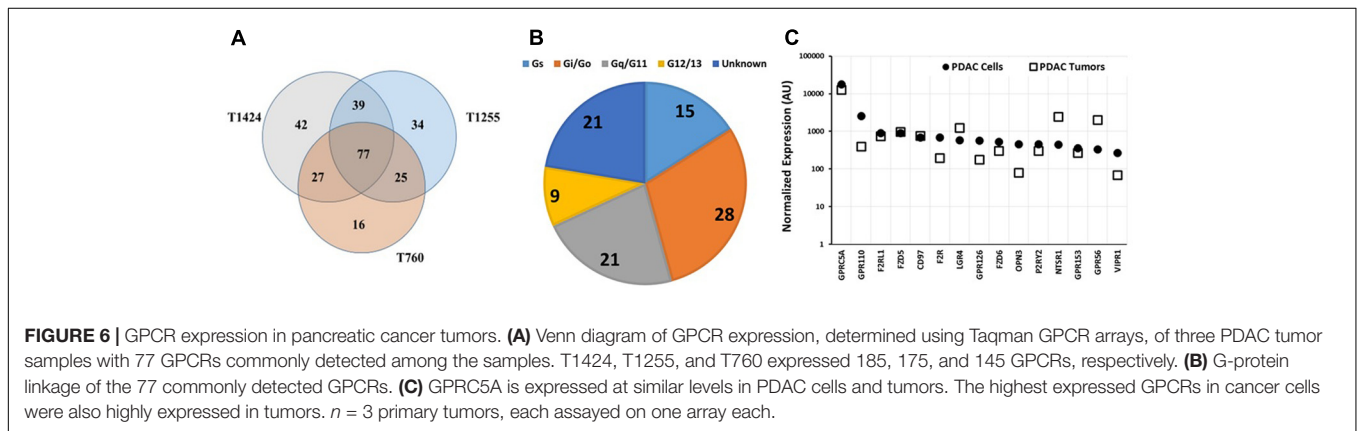 A
T1424
T1255
T760
42
39
34
77
27
25
16
B
Gs Gi/Go Gq/G11 G12/13 Unknown
15
28
21
9
21
C
Normalized Expression (AU)
100000
10000
1000
100
10
1
PDAC Cells PDAC Tumors
GPRC5A
GPR110
F2RL1
FZD5
CD97
F2R
LGR4
GPR126
FZD6
OPN3
P2RY2
NTSR1
GPR153
GPR56
VIPR1
FIGURE 6 | GPCR expression in pancreatic cancer tumors. (A) Venn diagram of GPCR expression, determined using Taqman GPCR arrays, of three PDAC tumor
samples with 77 GPCRs commonly detected among the samples. T1424, T1255, and T760 expressed 185, 175, and 145 GPCRs, respectively. (B) G-protein
linkage of the 77 commonly detected GPCRs. (C) GPRC5A is expressed at similar levels in PDAC cells and tumors. The highest expressed GPCRs in cancer cells
were also highly expressed in tumors. n = 3 primary tumors, each assayed on one array each.